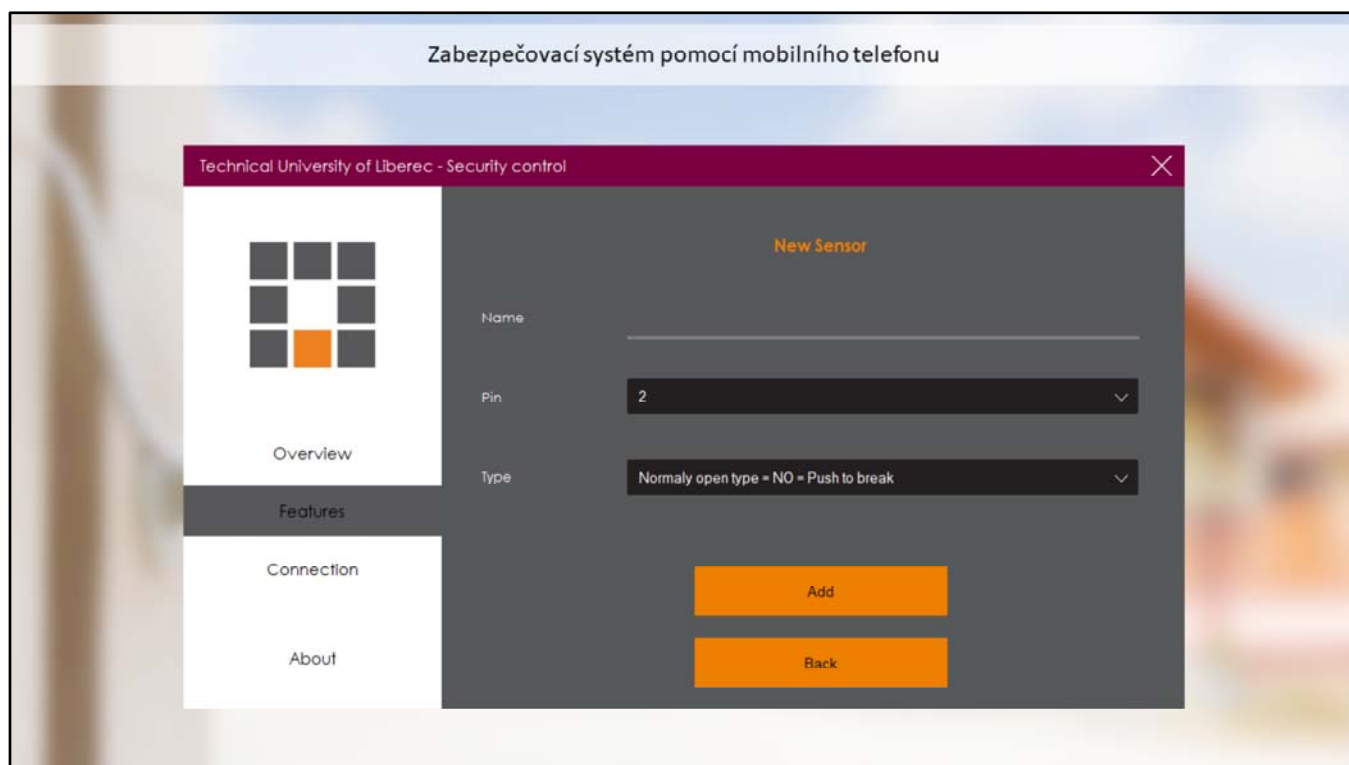 Zabezpečovací systém pomocí mobilního telefonu
Technical University of Liberec - Security control
New Sensor
Name
Pin
2
Type
Normaly open type = NO = Push to break
Overview
Features
Connection
About
Add
Back